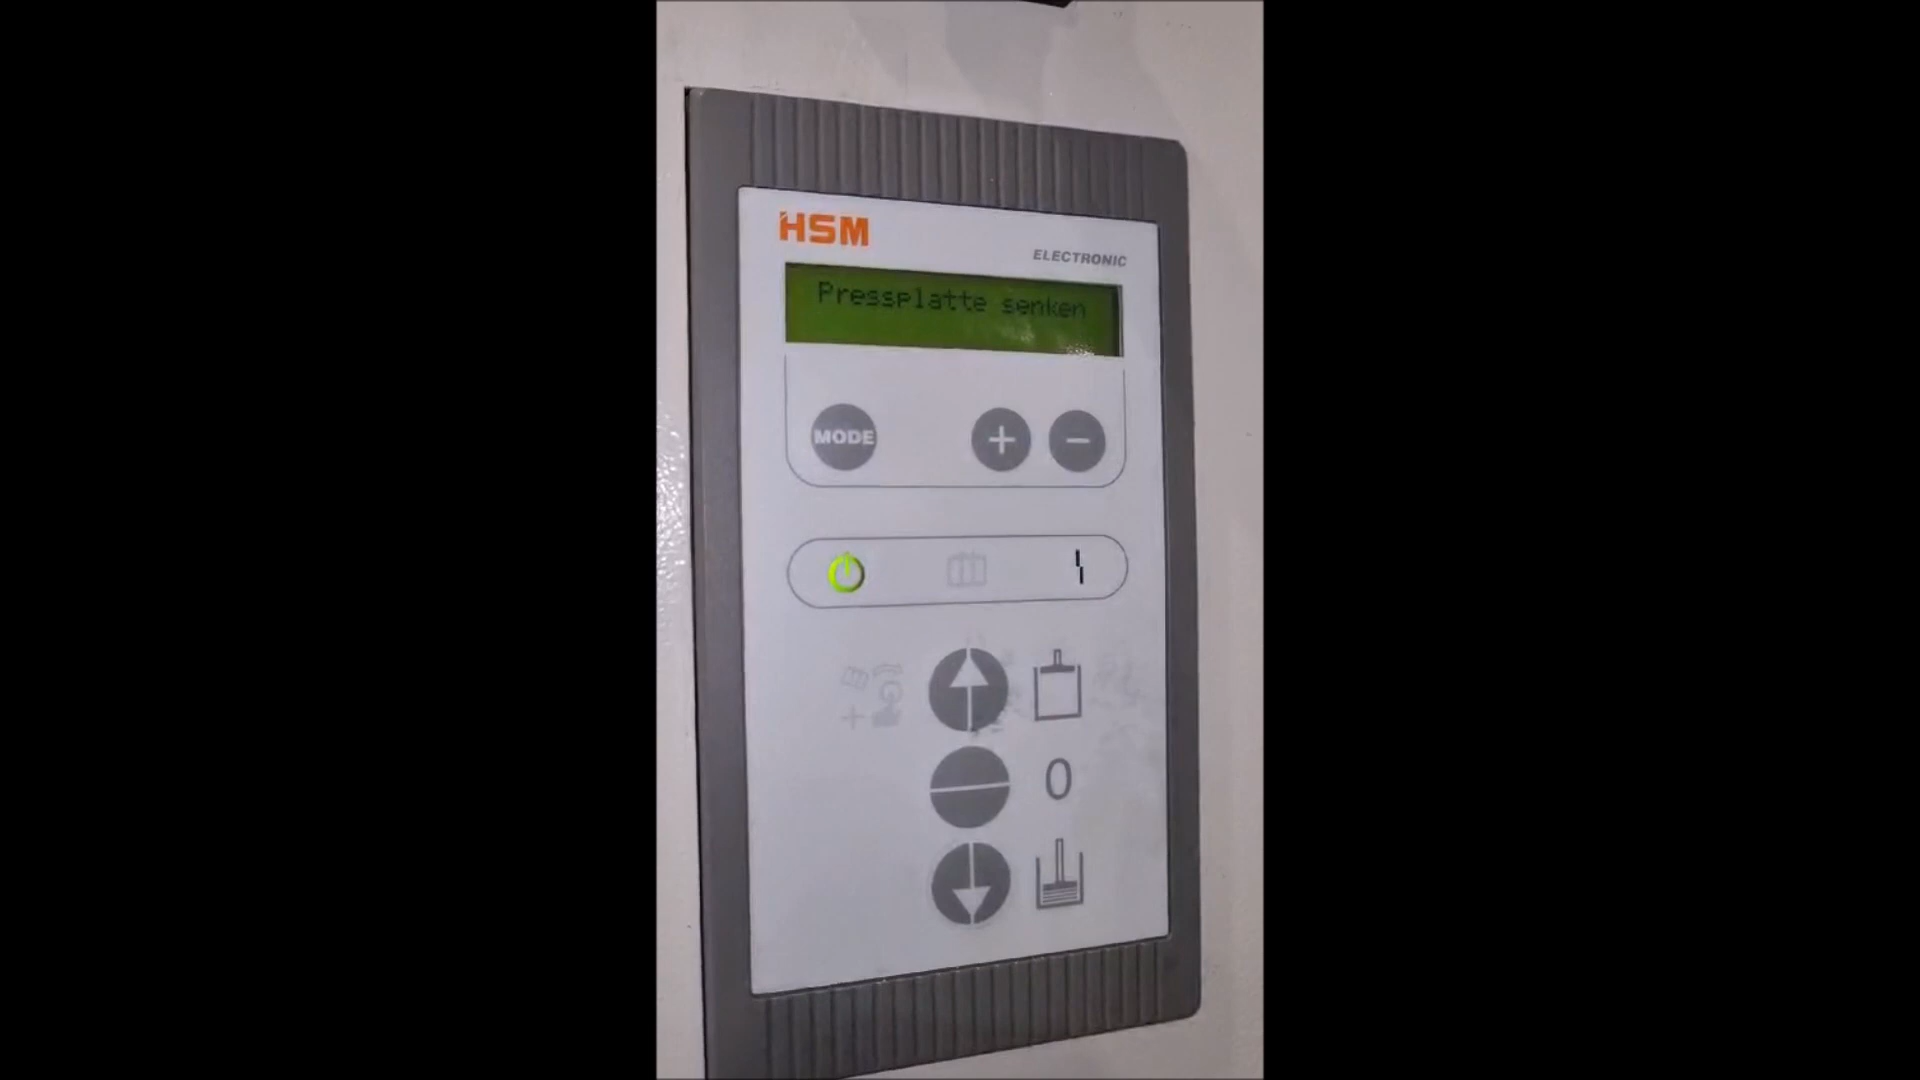 HSM
ELECTRONIC
Pressplatte senken
MODE
+ -
0